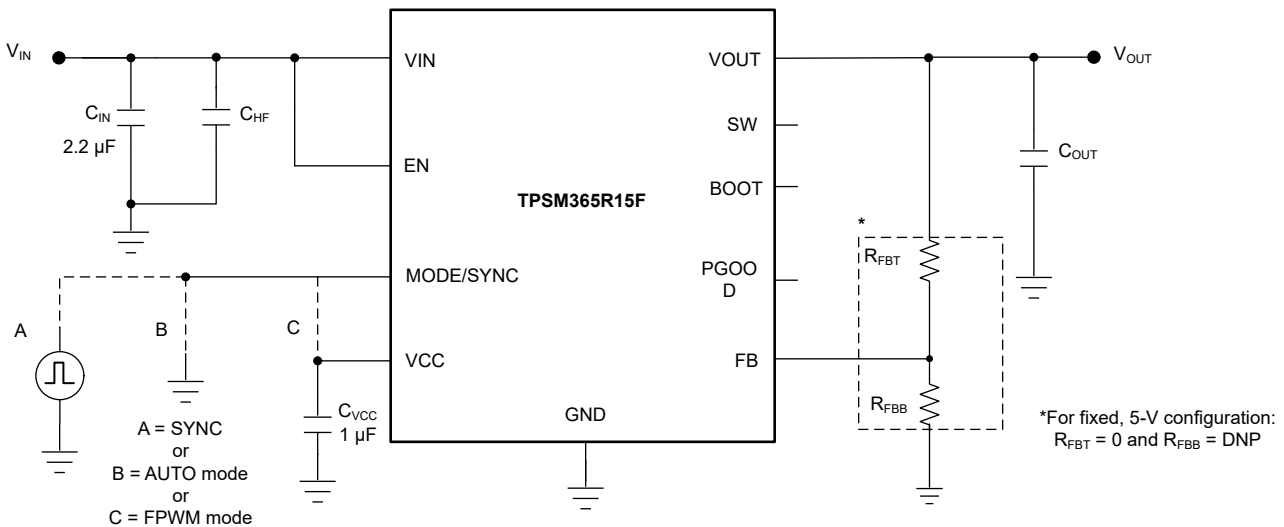 V_IN
C_IN
2.2 µF
C_HF
VIN
EN
MODE/SYNC
VCC
TPSM365R15F
GND
VOUT
SW
BOOT
PGOO
D
FB
V_OUT
C_OUT
*
R_FBT
R_FBB
A
B
C
C_VCC
1 µF
A = SYNC
or
B = AUTO mode
or
C = FPWM mode
*For fixed, 5-V configuration:
R_FBT = 0 and R_FBB = DNP